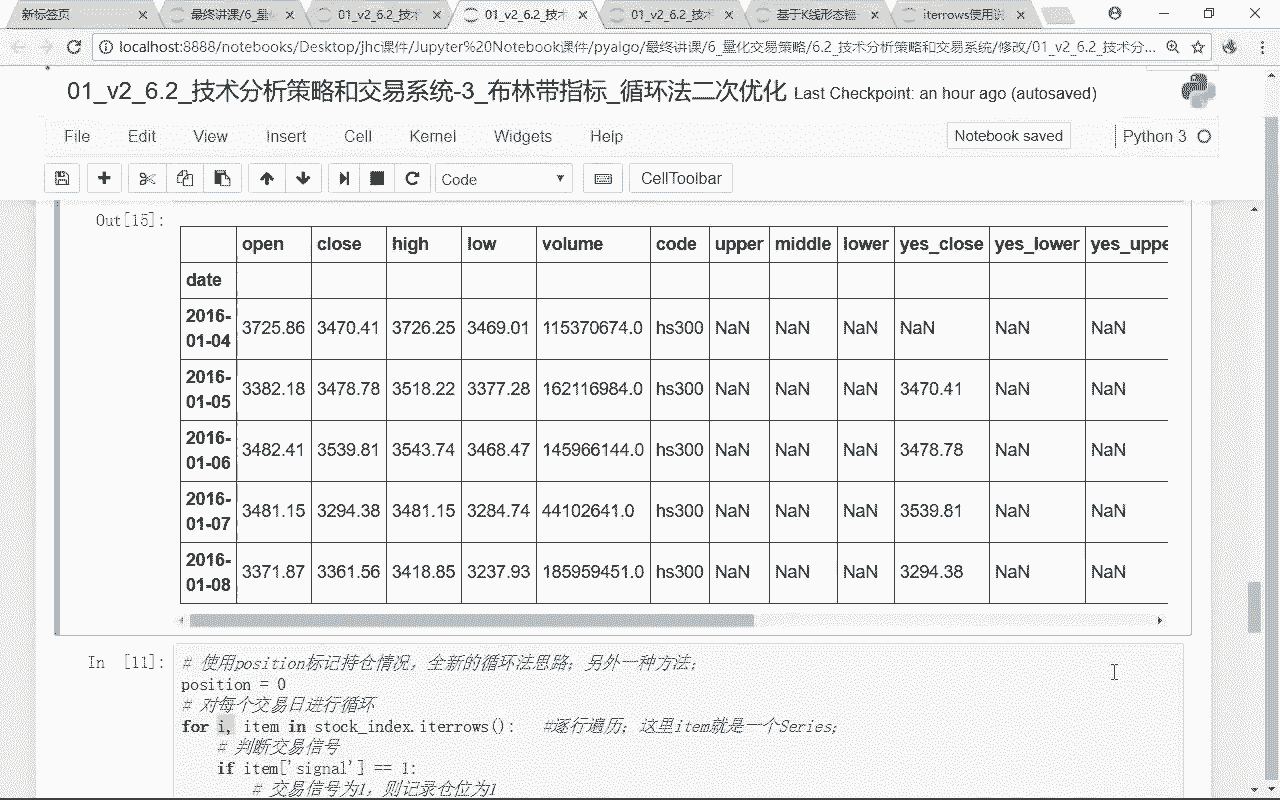 新标签页 最终讲课/6_量 01_v2_6.2_技术 01_v2_6.2_技术 01_v2_6.2_技术 基于K线形态锤 iterrows使用说
localhost:8888/notebooks/Desktop/jhc课件/Jupyter%20Notebook课件/pyalgo/最终讲课/6_量化交易策略/6.2_技术分析策略和交易系统/修改/01_v2_6.2_技术分...
01_v2_6.2_技术分析策略和交易系统-3_布林带指标_循环法二次优化 Last Checkpoint: an hour ago (autosaved)
File Edit View Insert Cell Kernel Widgets Help Notebook saved Python 3
Code CellToolbar
Out[15]:
open close high low volume code upper middle lower yes_close yes_lower yes_uppe
date
2016-01-04 3725.86 3470.41 3726.25 3469.01 115370674.0 hs300 NaN NaN NaN NaN NaN NaN
2016-01-05 3382.18 3478.78 3518.22 3377.28 162116984.0 hs300 NaN NaN NaN 3470.41 NaN NaN
2016-01-06 3482.41 3539.81 3543.74 3468.47 145966144.0 hs300 NaN NaN NaN 3478.78 NaN NaN
2016-01-07 3481.15 3294.38 3481.15 3284.74 44102641.0 hs300 NaN NaN NaN 3539.81 NaN NaN
2016-01-08 3371.87 3361.56 3418.85 3237.93 185959451.0 hs300 NaN NaN NaN 3294.38 NaN NaN
In [11]:
# 使用position标记持仓情况，全新的循环法思路；另外一种方法；
position = 0
# 对每个交易日进行循环
for i, item in stock_index.iterrows(): #逐行遍历；这里item就是一个Series；
# 判断交易信号
if item['signal'] == 1:
# 交易信号为1，则记录仓位为1